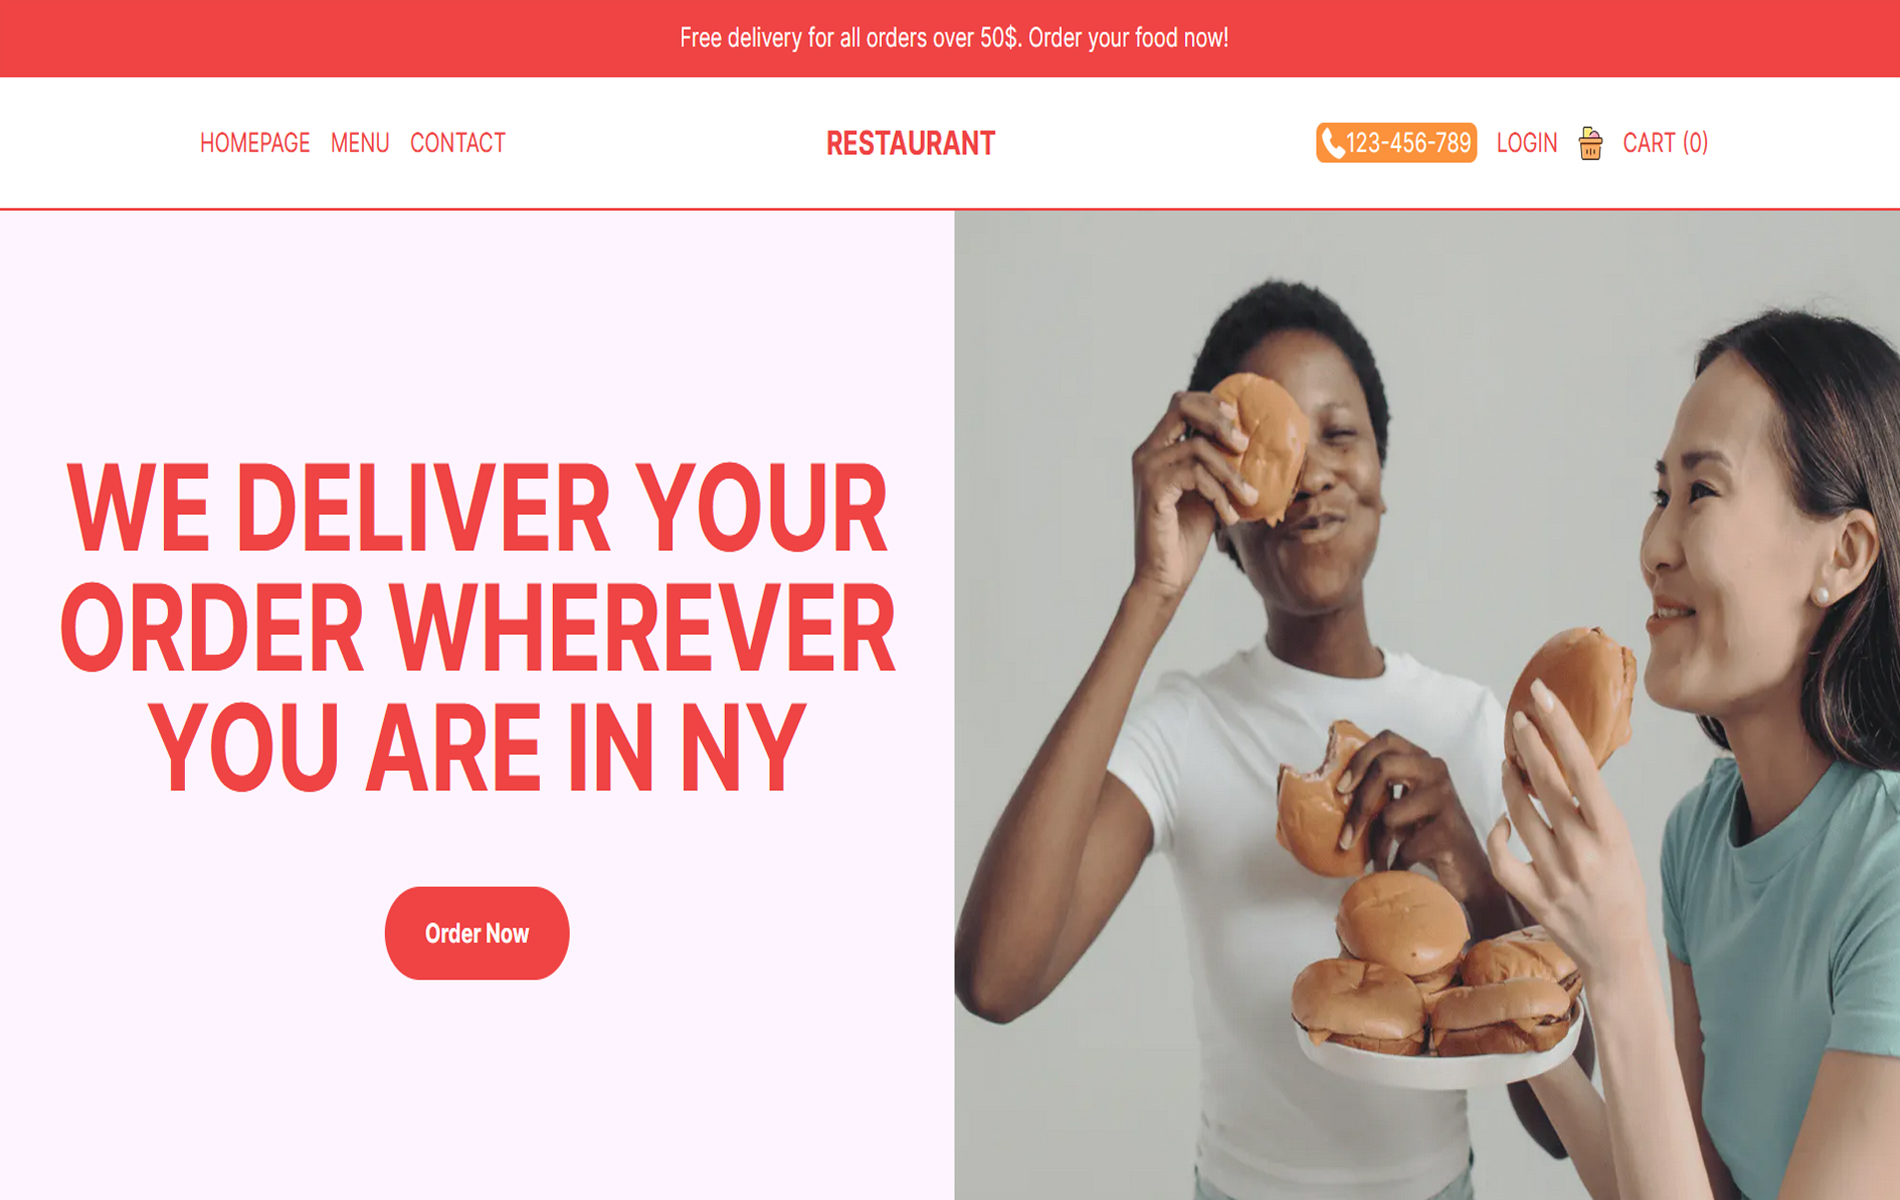 Free delivery for all orders over 50$. Order your food now!
HOMEPAGE MENU CONTACT RESTAURANT 123-456-789 LOGIN CART (0)
WE DELIVER YOUR
ORDER WHEREVER
YOU ARE IN NY
Order Now